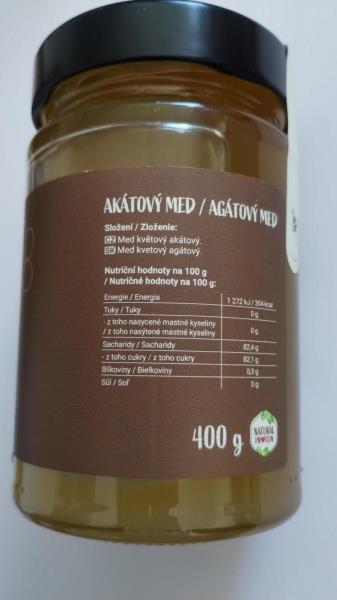 AKÁTOVÝ MED / AGÁTOVÝ MED
Složení / Zloženie:
CZ Med květový akátový.
SK Med kvetový agátový.
Nutriční hodnoty na 100 g
/ Nutričné hodnoty na 100 g:
Energie / Energia 1 272 kJ / 304 kcal
Tuky / Tuky 0 g
- z toho nasycené mastné kyseliny
/ z toho nasýtené mastné kyseliny 0 g
Sacharidy / Sacharidy 82,4 g
- z toho cukry / z toho cukry 82,1 g
Bílkoviny / Bielkoviny 0,3 g
Sůl / Soľ 0 g
400 g
NATURAL
PROTEIN